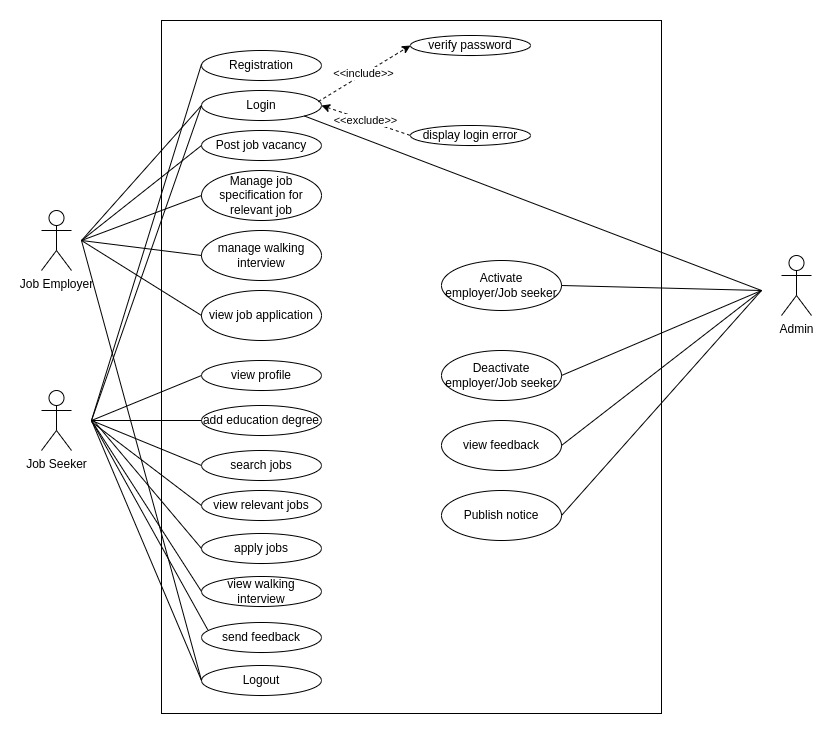 verify password
Registration
<<include>>
Login
<<exclude>>
display login error
Post job vacancy
Manage job
specification for
relevant job
manage walking
interview
Job Employer
Activate
employer/Job seeker
view job application
Admin
view profile
Deactivate
employer/Job seeker
add education degree
view feedback
Job Seeker
search jobs
view relevant jobs
Publish notice
apply jobs
view walking
interview
send feedback
Logout